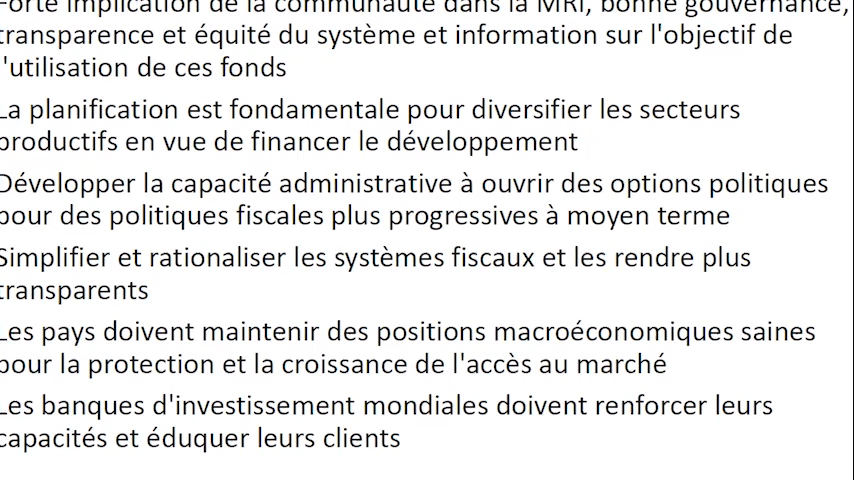 Forte implication de la communauté dans la MRI, bonne gouvernance,
transparence et équité du système et information sur l'objectif de
l'utilisation de ces fonds
La planification est fondamentale pour diversifier les secteurs
productifs en vue de financer le développement
Développer la capacité administrative à ouvrir des options politiques
pour des politiques fiscales plus progressives à moyen terme
Simplifier et rationaliser les systèmes fiscaux et les rendre plus
transparents
Les pays doivent maintenir des positions macroéconomiques saines
pour la protection et la croissance de l'accès au marché
Les banques d'investissement mondiales doivent renforcer leurs
capacités et éduquer leurs clients